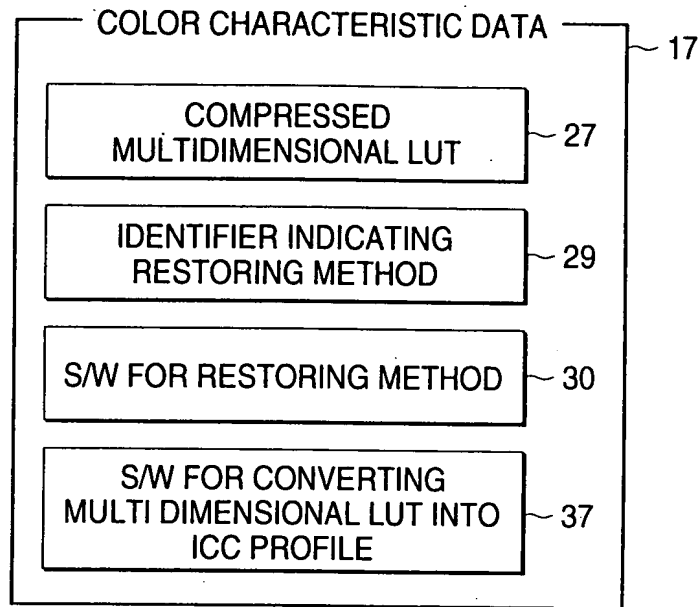 COLOR CHARACTERISTIC DATA
17
COMPRESSED
MULTIDIMENSIONAL LUT
27
IDENTIFIER INDICATING
RESTORING METHOD
29
S/W FOR RESTORING METHOD
30
S/W FOR CONVERTING
MULTI DIMENSIONAL LUT INTO
ICC PROFILE
37